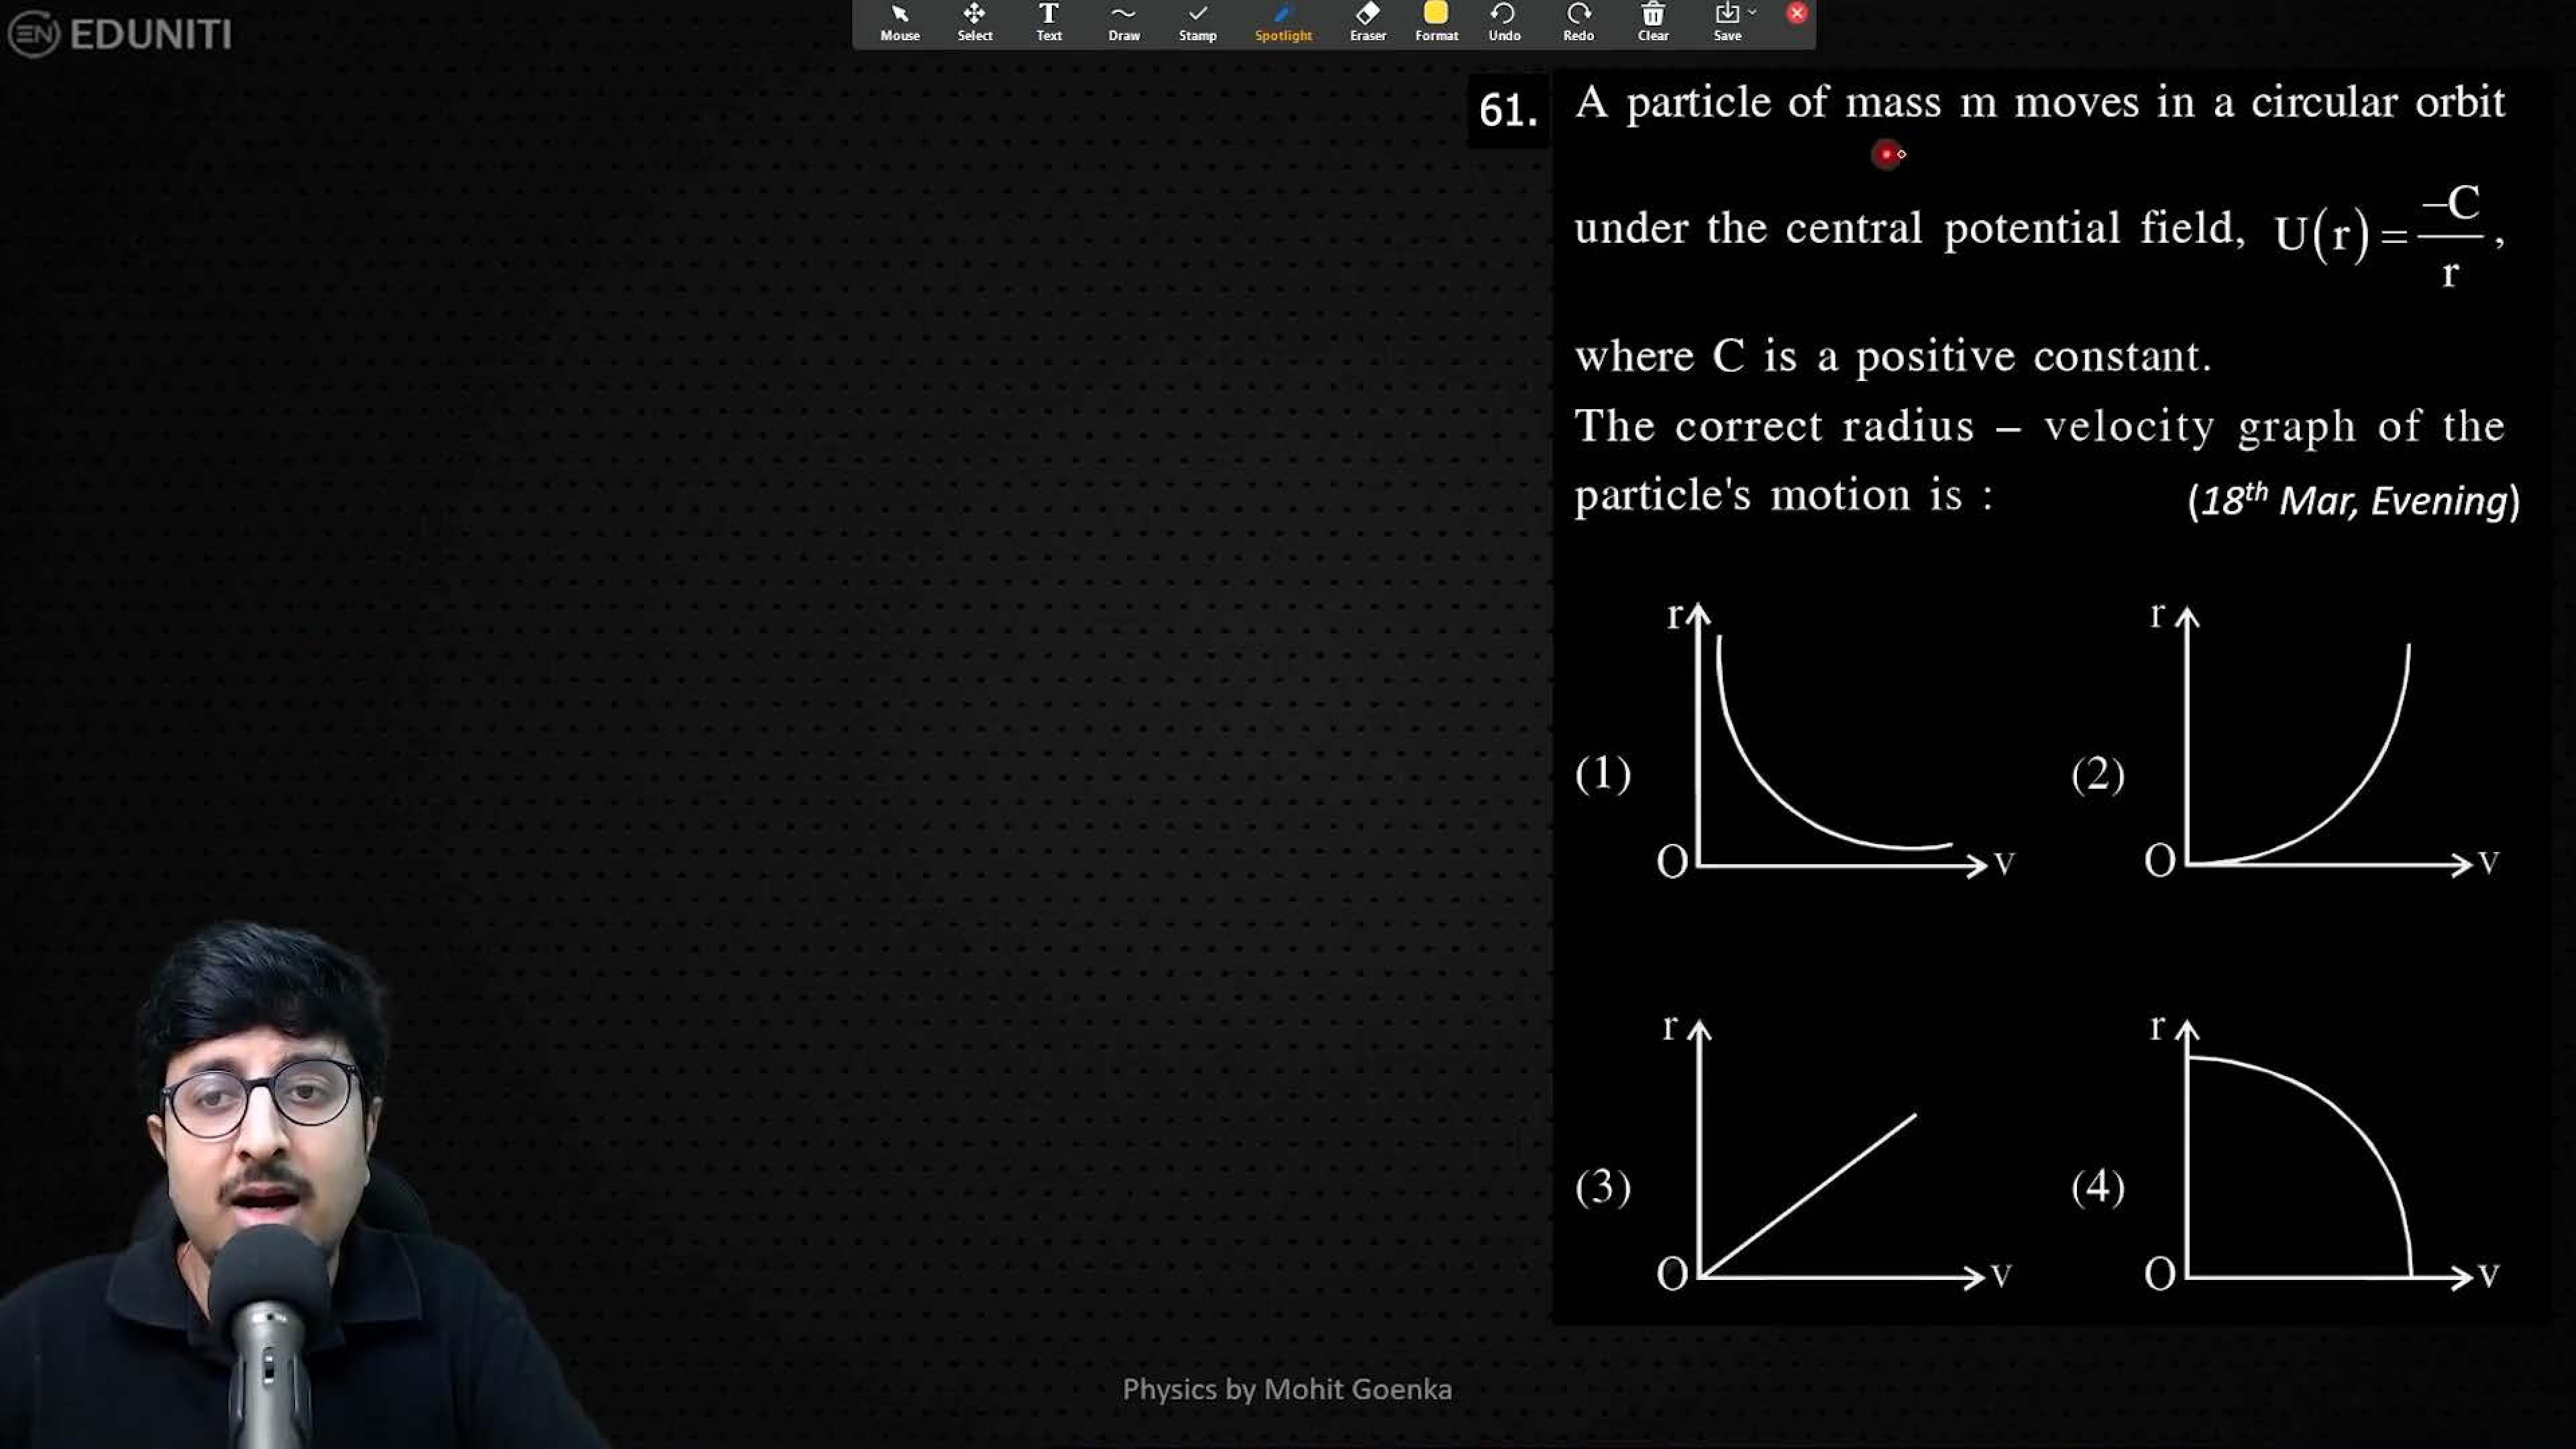 EN EDUNITI
Mouse Select Text Draw Stamp Spotlight Eraser Format Undo Redo Clear Save
61. A particle of mass m moves in a circular orbit
under the central potential field, U(r) = –C/r,
where C is a positive constant.
The correct radius – velocity graph of the
particle's motion is : (18th Mar, Evening)
(1) r O v
(2) r O v
(3) r O v
(4) r O v
Physics by Mohit Goenka